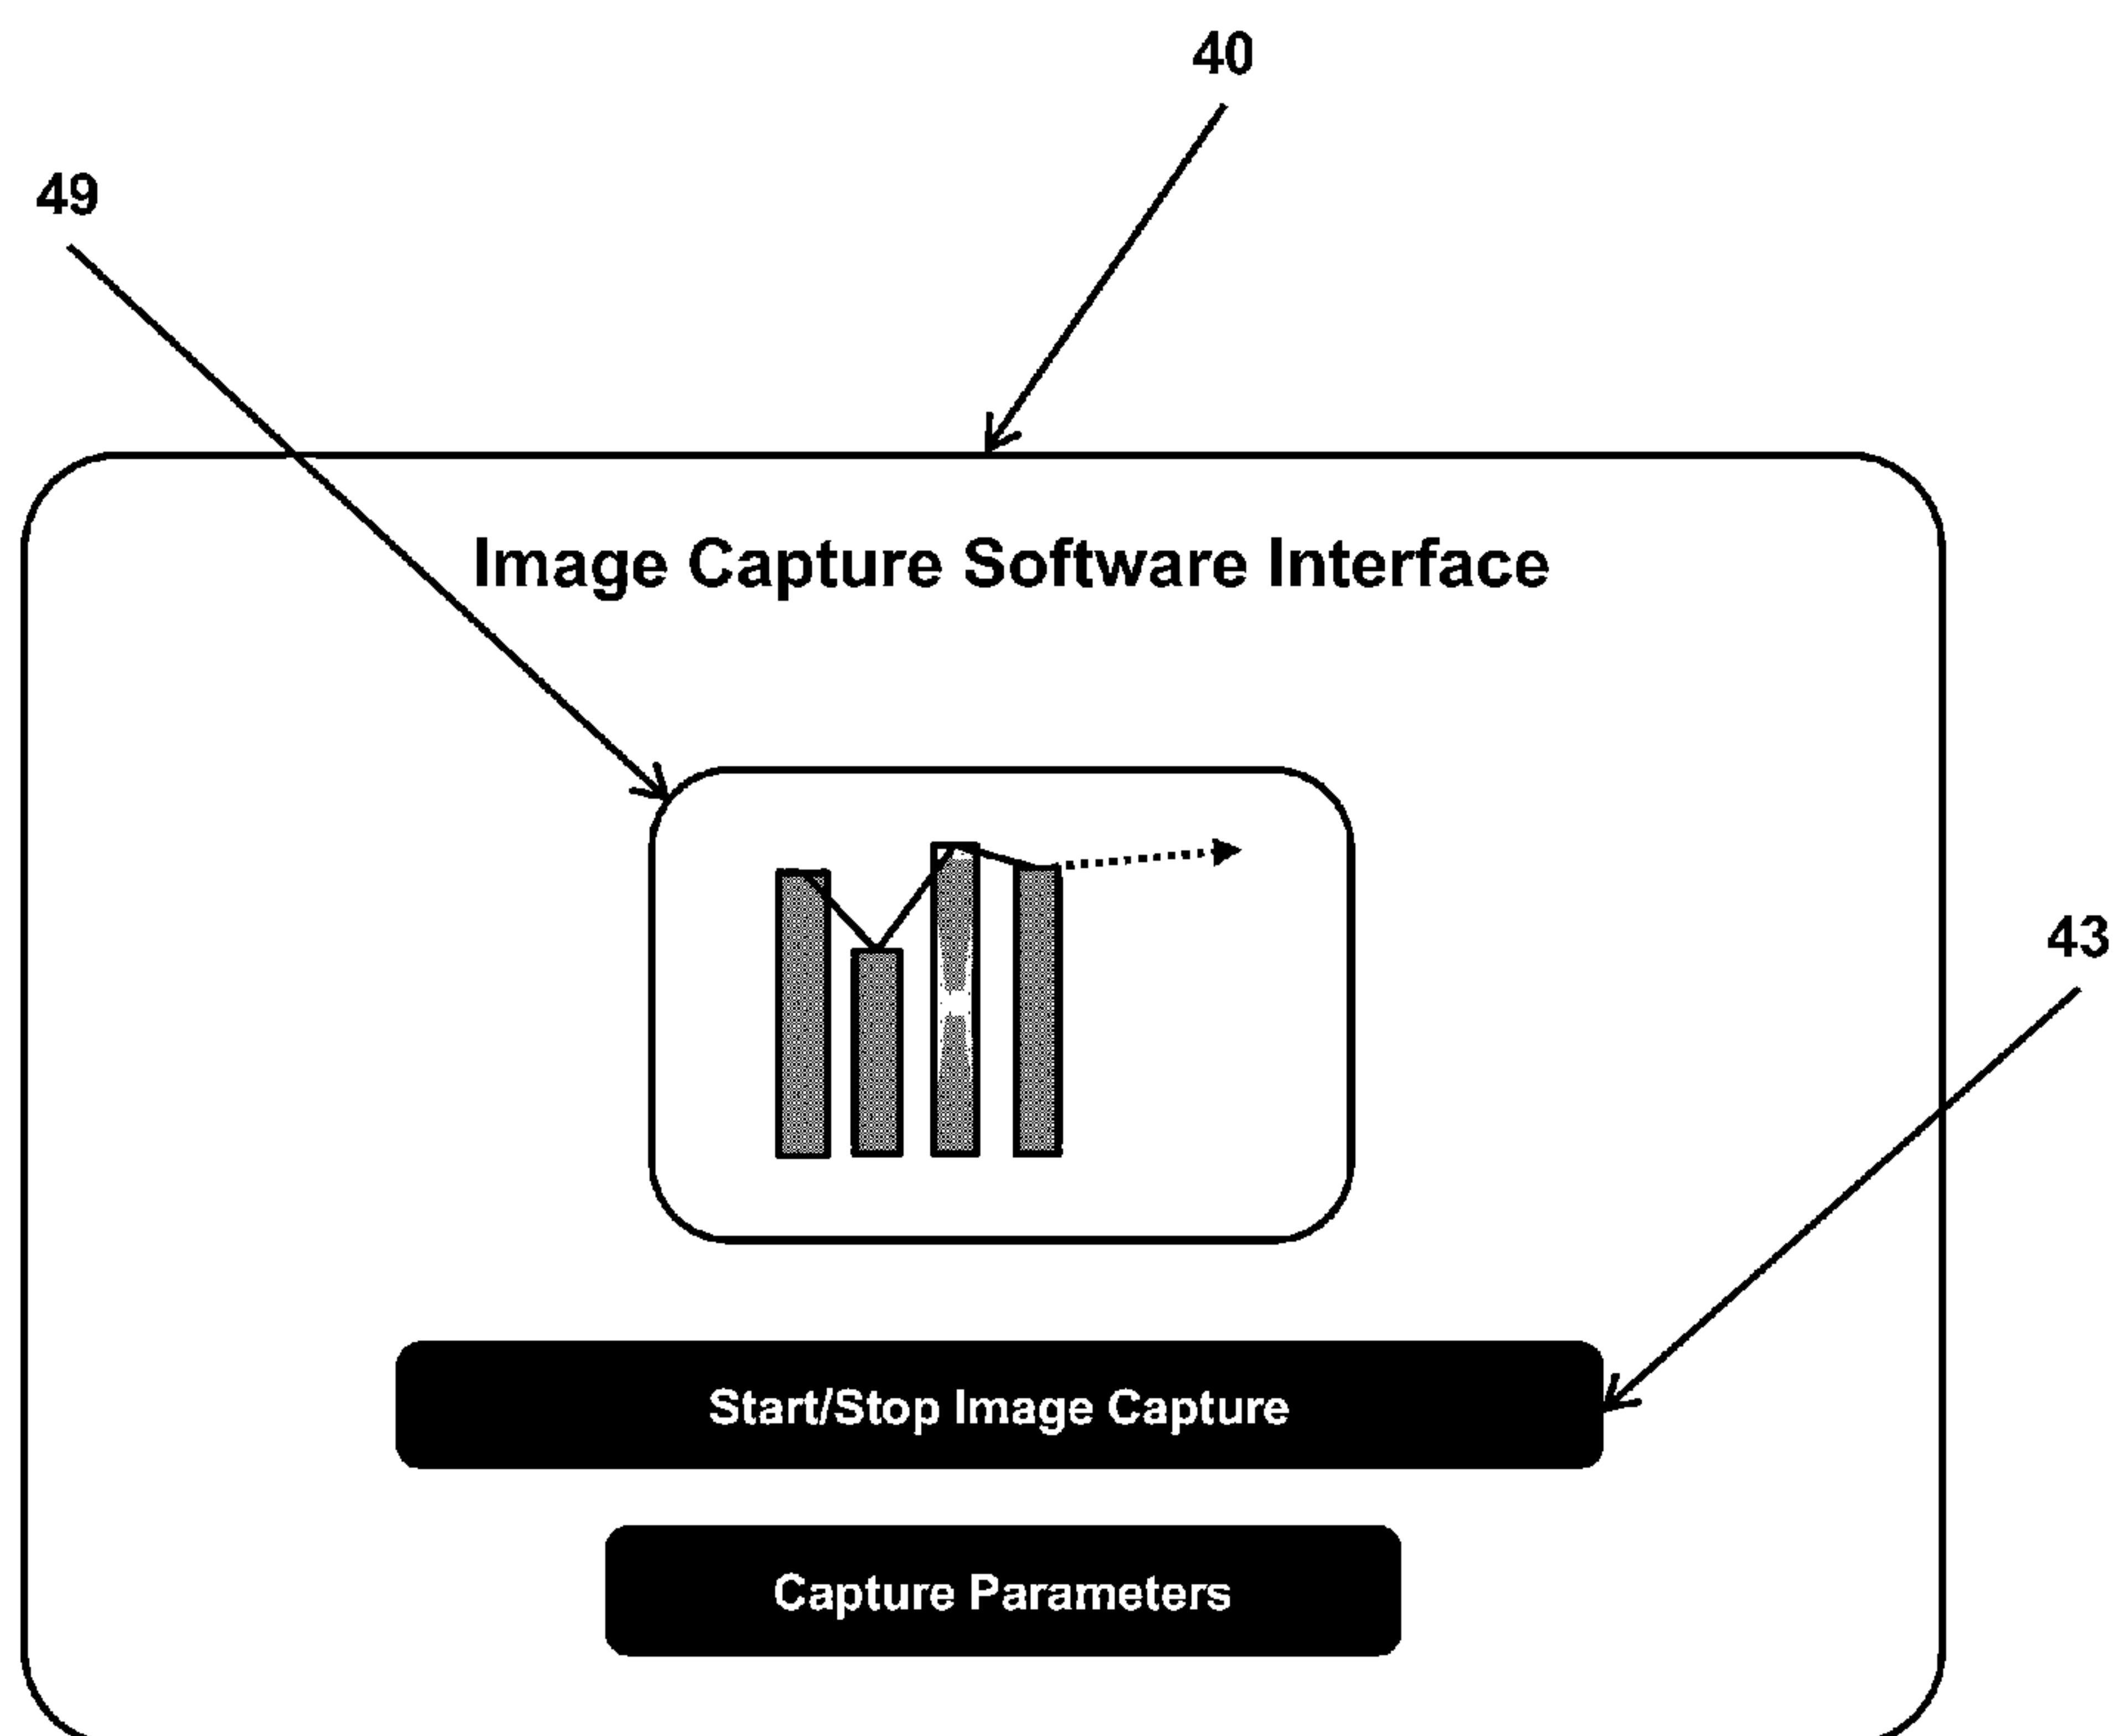 40
49
Image Capture Software Interface
43
Start/Stop Image Capture
Capture Parameters